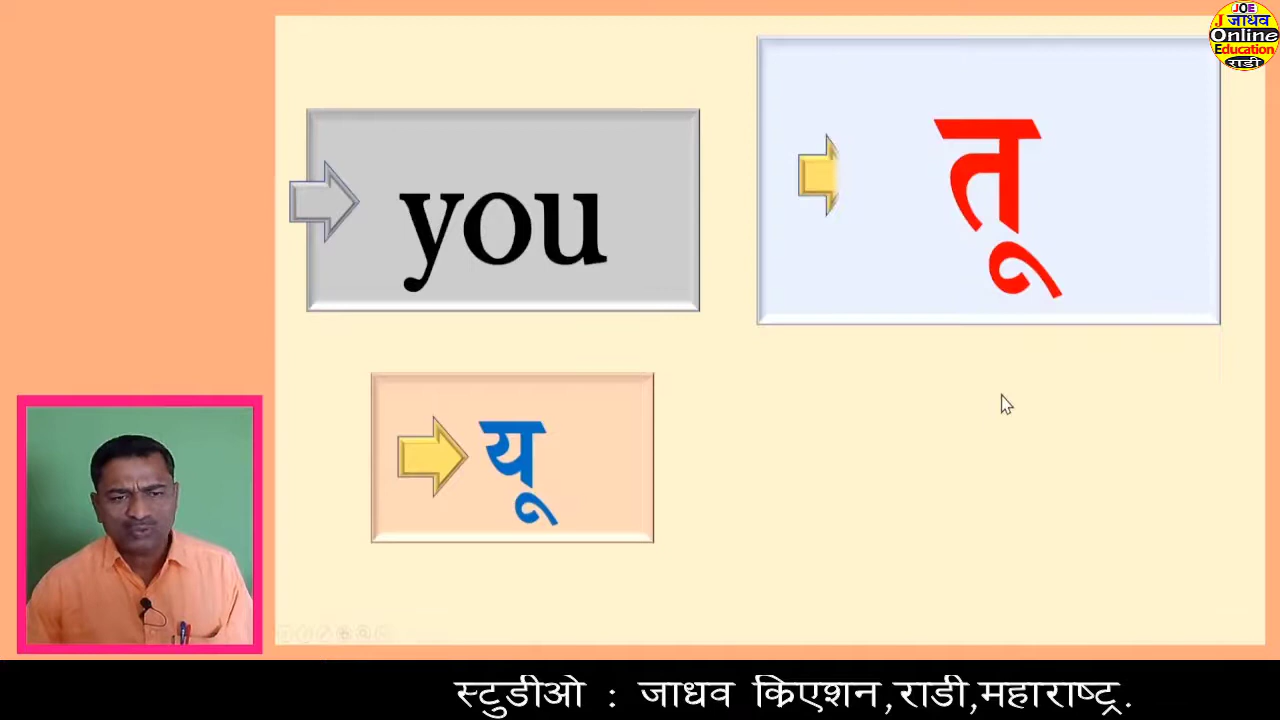 you
तू
यू
JOE
J जाधव
Online
Education
राडी
स्टुडीओ : जाधव क्रिएशन,राडी,महाराष्ट्र.